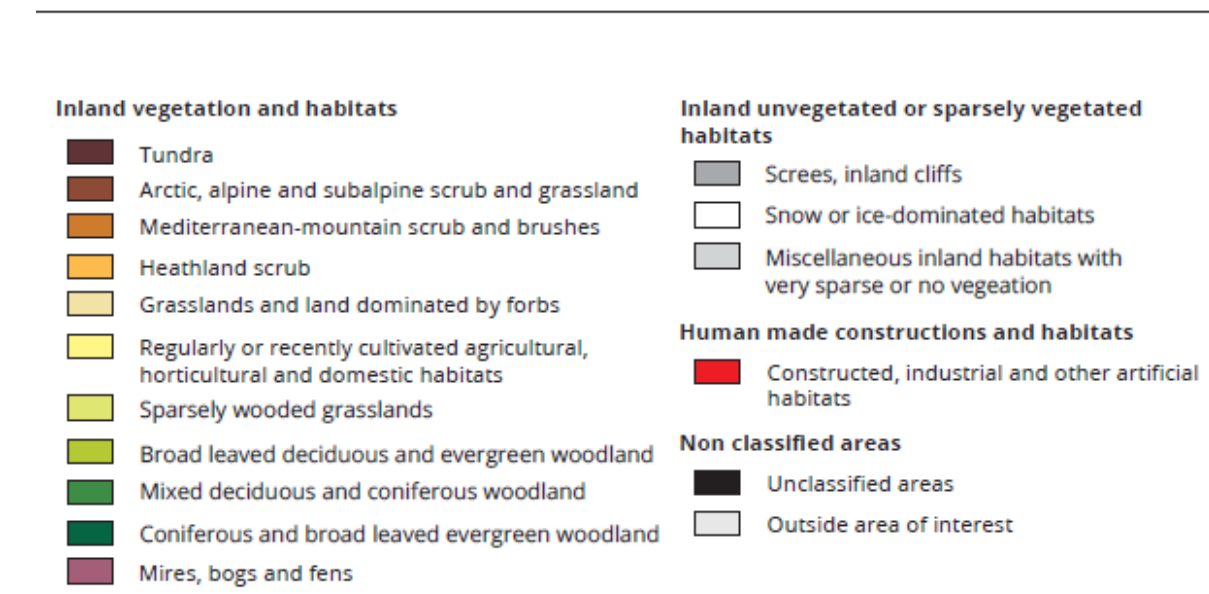 Inland vegetation and habitats
Tundra
Arctic, alpine and subalpine scrub and grassland
Mediterranean-mountain scrub and brushes
Heathland scrub
Grasslands and land dominated by forbs
Regularly or recently cultivated agricultural,
horticultural and domestic habitats
Sparsely wooded grasslands
Broad leaved deciduous and evergreen woodland
Mixed deciduous and coniferous woodland
Coniferous and broad leaved evergreen woodland
Mires, bogs and fens
Inland unvegetated or sparsely vegetated
habitats
Screes, inland cliffs
Snow or ice-dominated habitats
Miscellaneous inland habitats with
very sparse or no vegeation
Human made constructions and habitats
Constructed, industrial and other artificial
habitats
Non classified areas
Unclassified areas
Outside area of interest